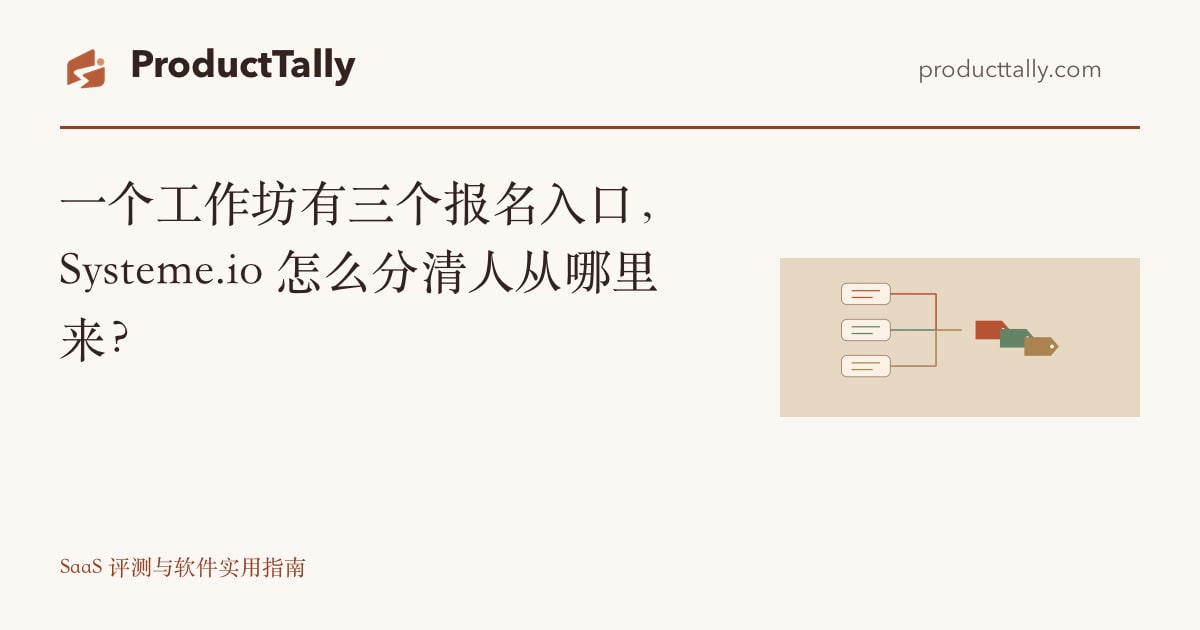 ProductTally
producttally.com
一个工作坊有三个报名入口，
Systeme.io 怎么分清人从哪里
来？
SaaS 评测与软件实用指南